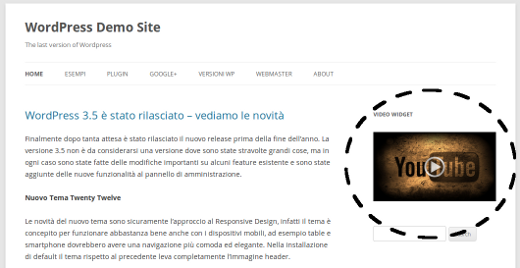 WordPress Demo Site
The last version of Wordpress
HOME ESEMPI PLUGIN GOOGLE+ VERSIONI WP WEBMASTER ABOUT
WordPress 3.5 è stato rilasciato – vediamo le novità
Finalmente dopo tanta attesa è stato rilasciato il nuovo release prima della fine dell'anno. La
versione 3.5 non è da considerarsi una versione dove sono state stravolte grandi cose, ma in
ogni caso sono state fatte delle modifiche importanti su alcuni feature esistente e sono state
aggiunte delle nuove funzionalità al pannello di amministrazione.
Nuovo Tema Twenty Twelve
Le novità del nuovo tema sono sicuramente l'approccio al Responsive Design, infatti il tema è
concepito per funzionare abbastanza bene anche con i dispositivi mobili, ad esempio table e
smartphone dovrebbero avere una navigazione più comoda ed elegante. Nella installazione
di default il tema rispetto al precedente leva completamente l'immagine header.
VIDEO WIDGET
YouTube
Search